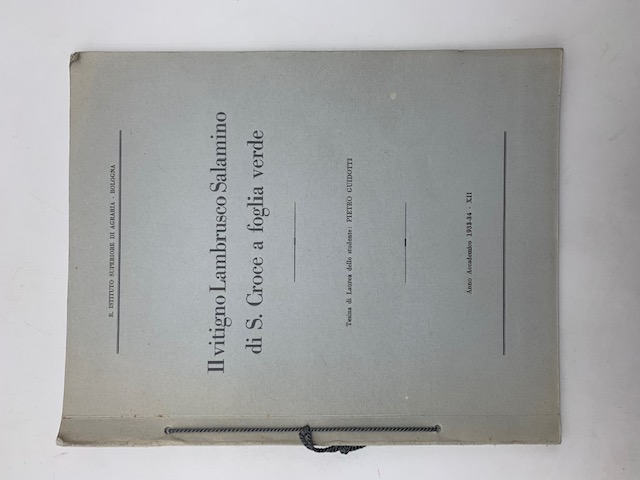 R. ISTITUTO SUPERIORE DI AGRARIA - BOLOGNA
Il vitigno Lambrusco Salamino
di S. Croce a foglia verde
Tesina di Laurea dello studente: PIETRO GUIDOTTI
Anno Accademico 1933-34 - XII